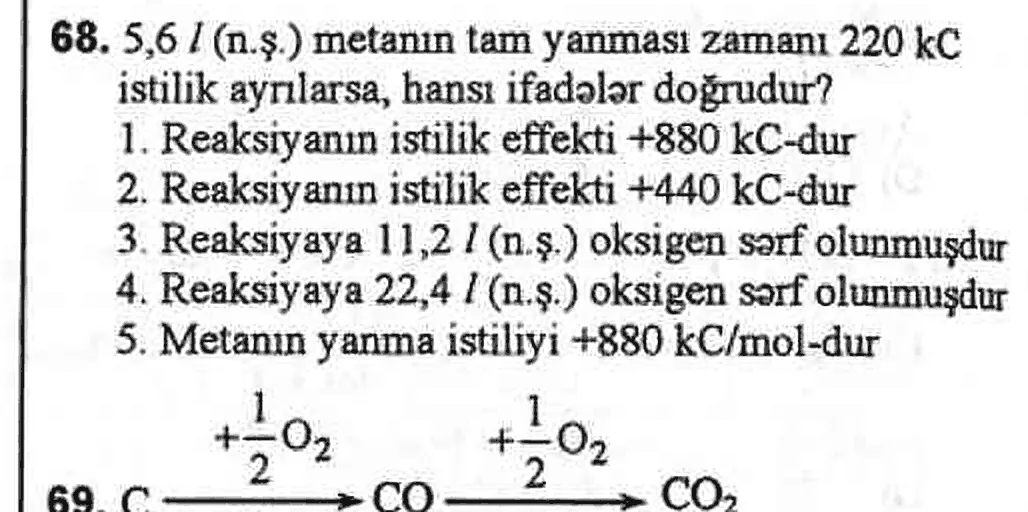 68. 5,6 l (n.ş.) metanın tam yanması zamanı 220 kC
istilik ayrılarsa, hansı ifadələr doğrudur?
1. Reaksiyanın istilik effekti +880 kC-dur
2. Reaksiyanın istilik effekti +440 kC-dur
3. Reaksiyaya 11,2 l (n.ş.) oksigen sərf olunmuşdur
4. Reaksiyaya 22,4 l (n.ş.) oksigen sərf olunmuşdur
5. Metanın yanma istiliyi +880 kC/mol-dur
+1/2 O₂ +1/2 O₂
69. C → CO → CO₂